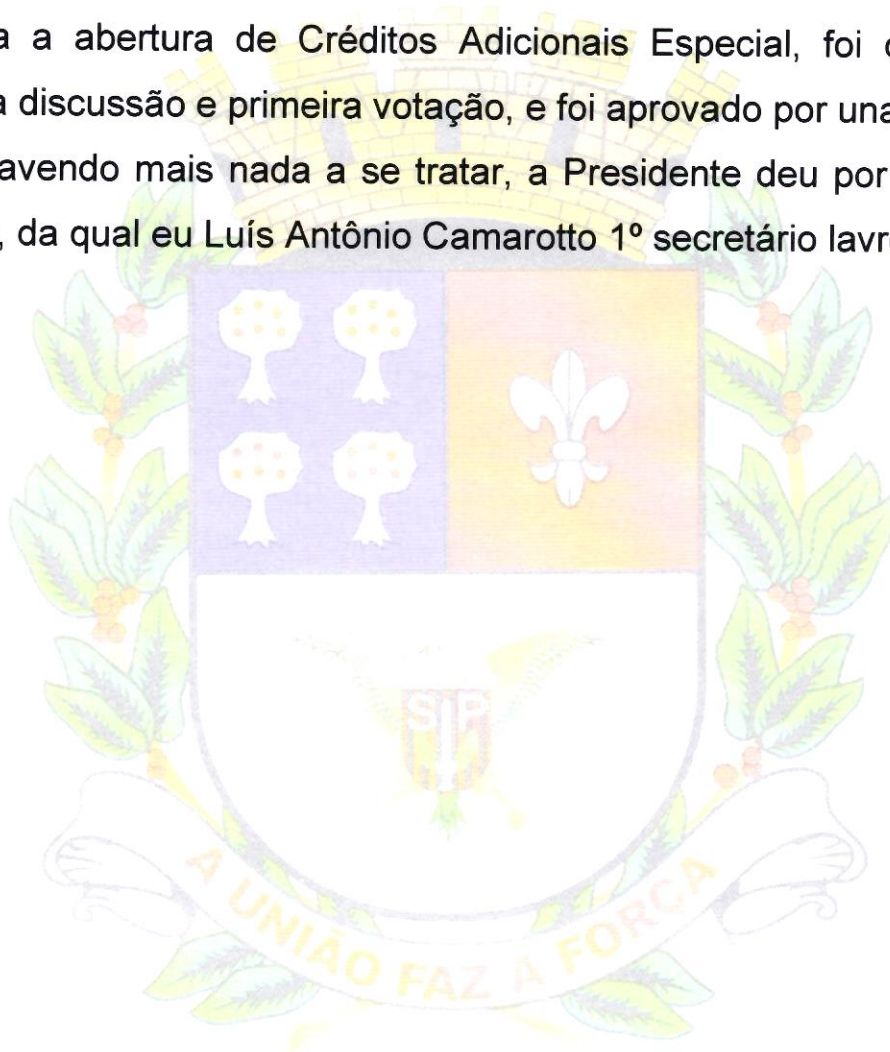 a a abertura de Créditos Adicionais Especial, foi
a discussão e primeira votação, e foi aprovado por una
avendo mais nada a se tratar, a Presidente deu por
, da qual eu Luís Antônio Camarotto 1º secretário lavr
SP
A UNIÃO FAZ A FORÇA